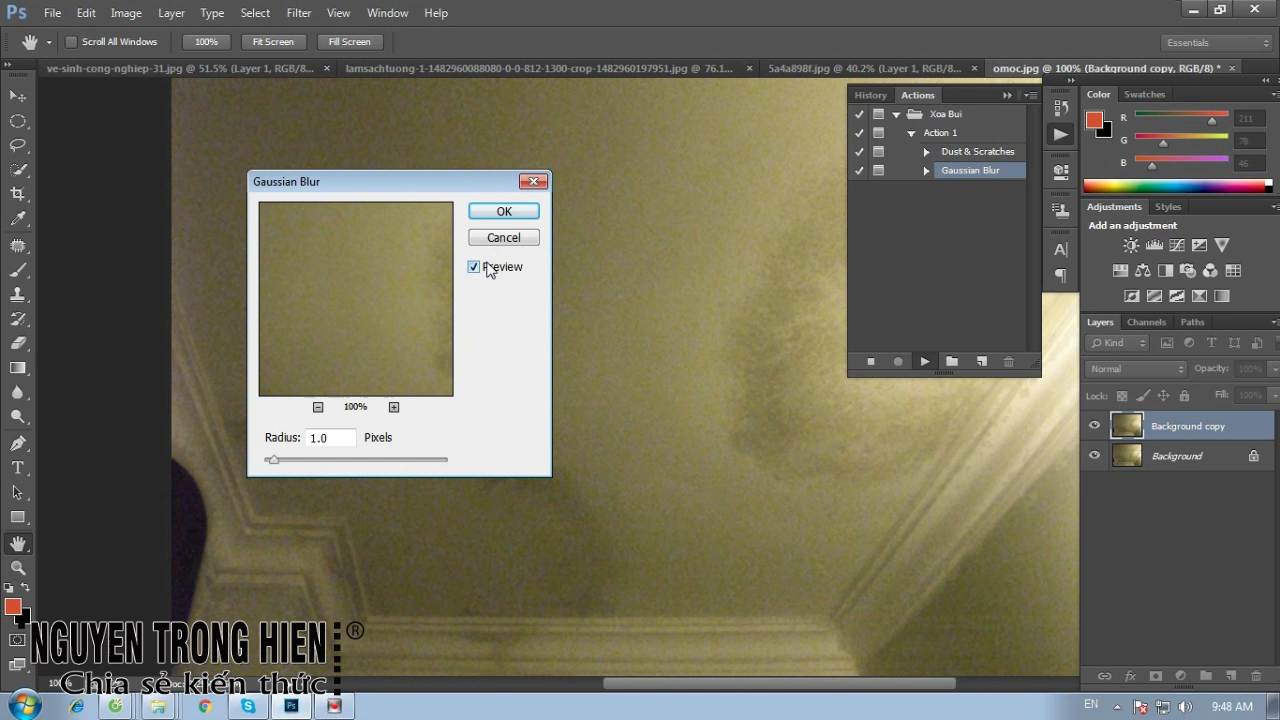 Ps File Edit Image Layer Type Select Filter View Window Help
Scroll All Windows 100% Fit Screen Fill Screen Essentials
ve-sinh-cong-nghiep-31.jpg @ 51.5% (Layer 1, RGB/8... × lamsachtuong-1-1482960088080-0-0-812-1300-crop-1482960197951.jpg @ 76.1... × 5a4a898f.jpg @ 40.2% (Layer 1, RGB/8... × omoc.jpg @ 100% (Background copy, RGB/8) * ×
History Actions
Xoa Bui
Action 1
Dust & Scratches
Gaussian Blur
Color Swatches
R 211
G 78
B 46
Adjustments Styles
Add an adjustment
Layers Channels Paths
Kind
Normal Opacity: 100%
Lock: Fill: 100%
Background copy
Background
Gaussian Blur
OK
Cancel
Preview
100%
Radius: 1.0 Pixels
NGUYEN TRONG HIEN ®
Chia sẻ kiến thức
EN 9:48 AM